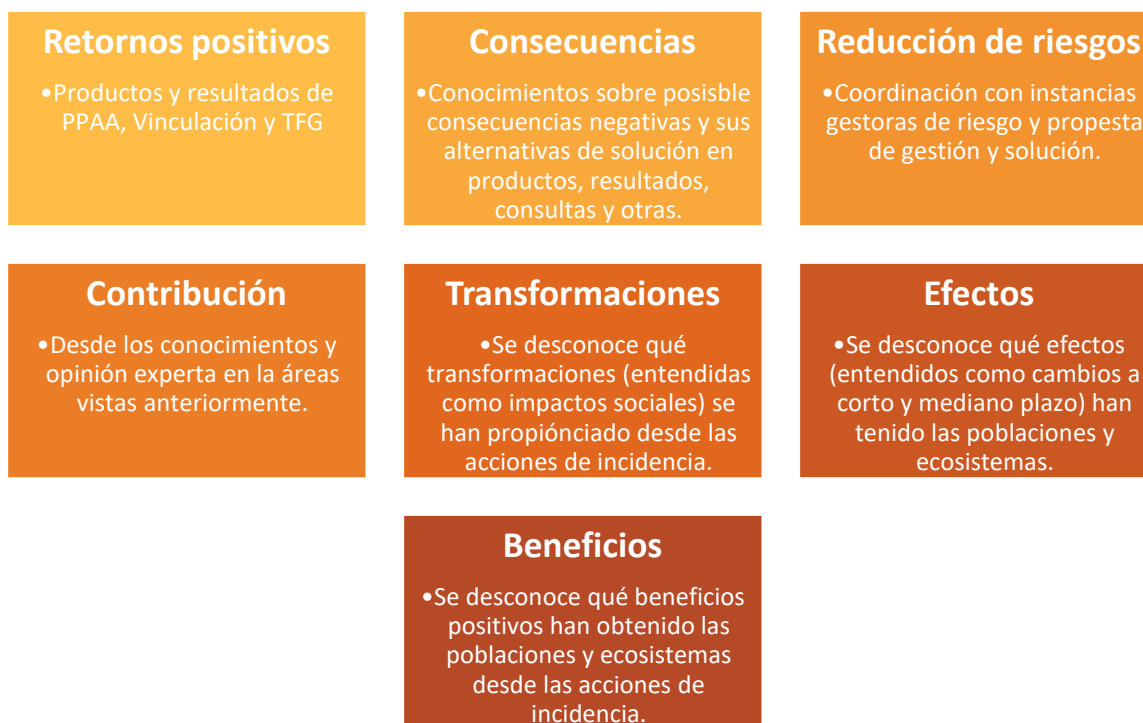 Retornos positivos
•Productos y resultados de
PPAA, Vinculación y TFG
Consecuencias
•Conocimientos sobre posisble
consecuencias negativas y sus
alternativas de solución en
productos, resultados,
consultas y otras.
Reducción de riesgos
•Coordinación con instancias
gestoras de riesgo y propesta
de gestión y solución.
Contribución
•Desde los conocimientos y
opinión experta en la áreas
vistas anteriormente.
Transformaciones
•Se desconoce qué
transformaciones (entendidas
como impactos sociales) se
han propiónciado desde las
acciones de incidencia.
Efectos
•Se desconoce qué efectos
(entendidos como cambios a
corto y mediano plazo) han
tenido las poblaciones y
ecosistemas.
Beneficios
•Se desconoce qué beneficios
positivos han obtenido las
poblaciones y ecosistemas
desde las acciones de
incidencia.